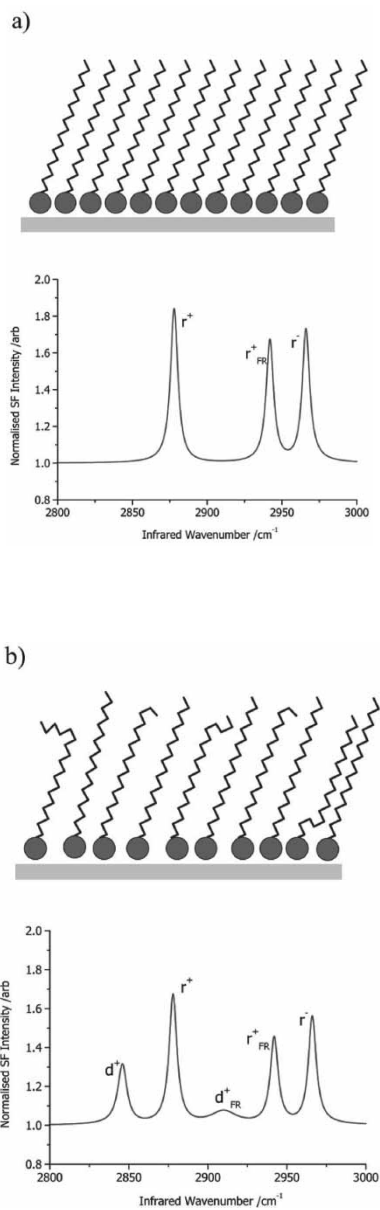 a)
2.0
1.8
1.6
1.4
1.2
1.0
0.8
Normalised SF Intensity /arb
r+
r+FR
r-
2800 2850 2900 2950 3000
Infrared Wavenumber /cm-1
b)
2.0
1.8
1.6
1.4
1.2
1.0
0.8
Normalised SF Intensity /arb
d+
r+
d+FR
r+FR
r-
2800 2850 2900 2950 3000
Infrared Wavenumber /cm-1